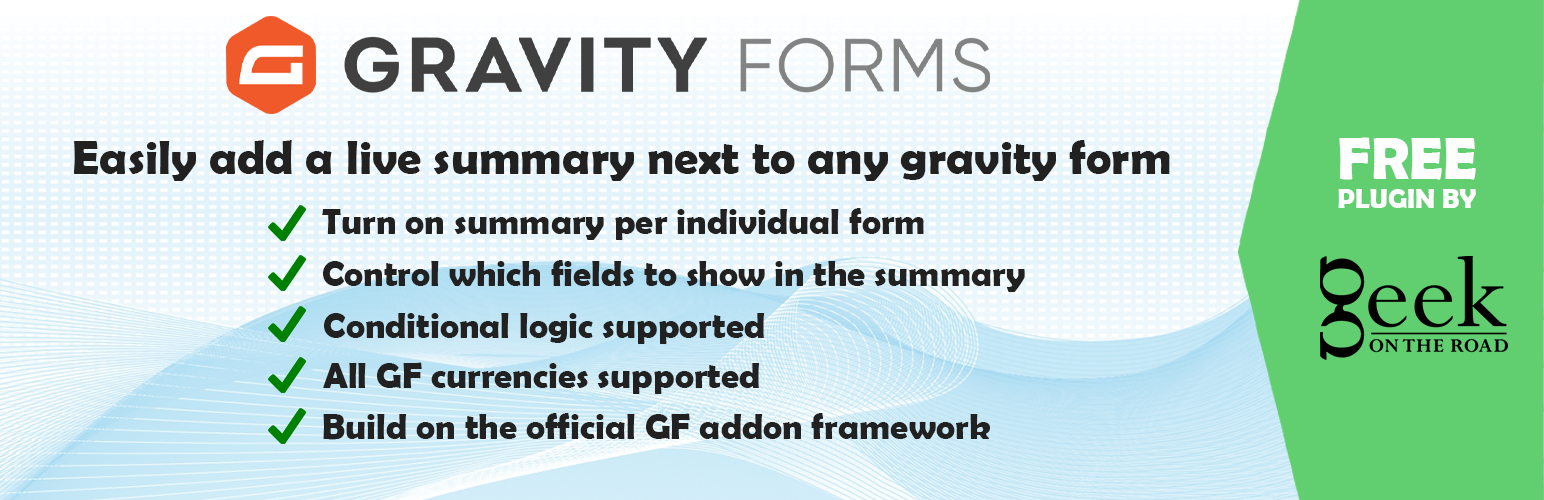 GRAVITY FORMS
Easily add a live summary next to any gravity form
Turn on summary per individual form
Control which fields to show in the summary
Conditional logic supported
All GF currencies supported
Build on the official GF addon framework
FREE
PLUGIN BY
geek
ON THE ROAD